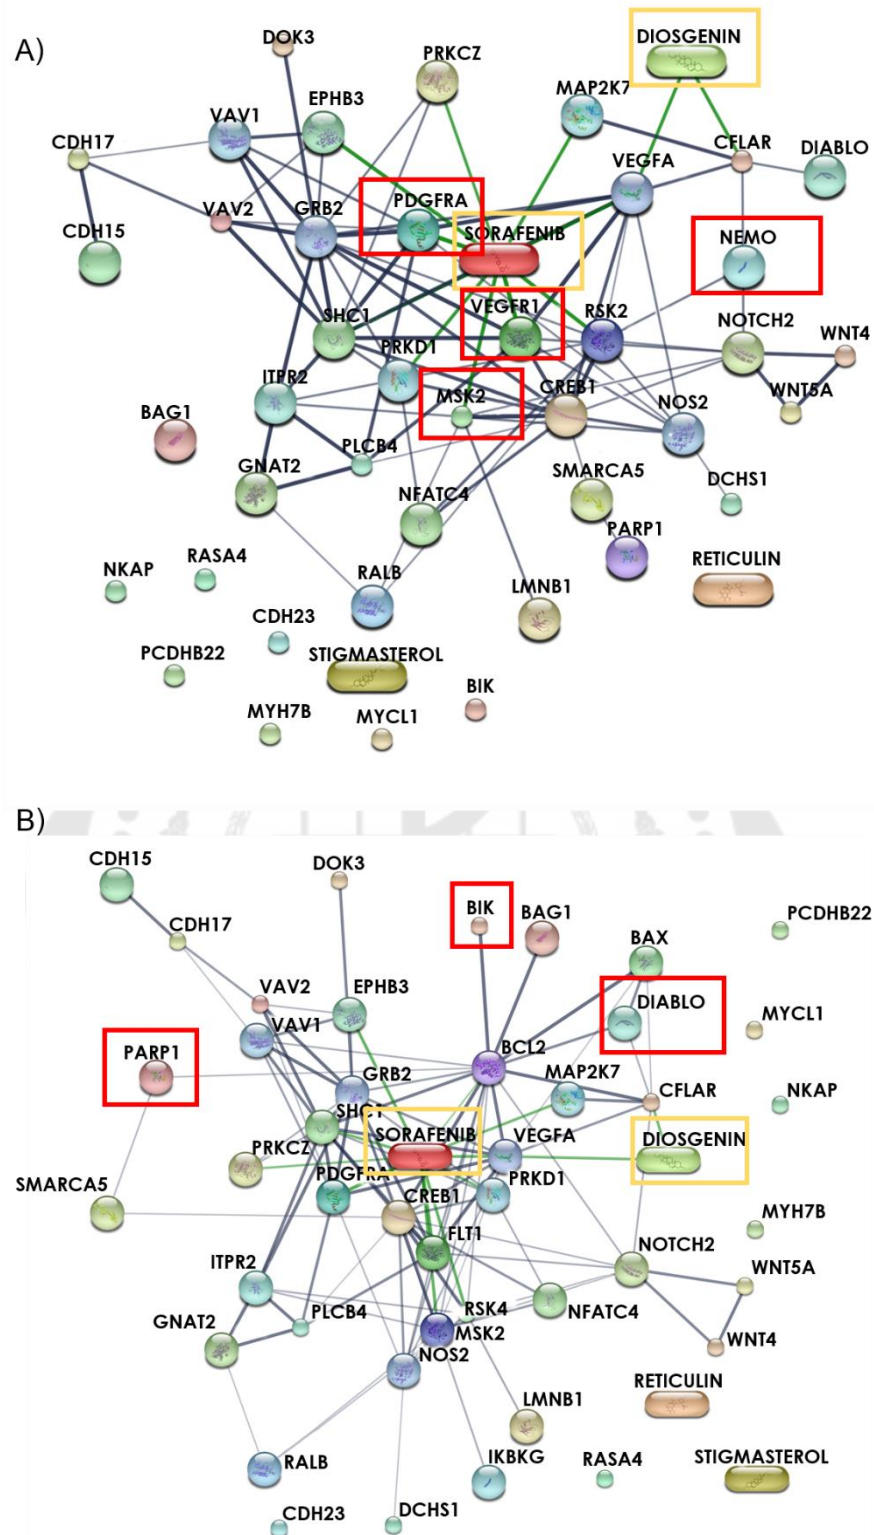 A)
DOK3
PRKCZ
DIOSGENIN
EPHB3
MAP2K7
VAV1
CDH17
VEGFA
CFLAR
DIABLO
VAV2
GRB2
PDGFRA
CDH15
SORAFENIB
NEMO
SHC1
VEGFR1
RSK2
NOTCH2
WNT4
PRKD1
ITPR2
MSK2
CREB1
WNT5A
BAG1
NOS2
PLCB4
GNAT2
SMARCA5
DCHS1
NFATC4
PARP1
NKAP
RASA4
RALB
LMNB1
RETICULIN
CDH23
PCDHB22
STIGMASTEROL
BIK
MYH7B
MYCL1
B)
CDH15
DOK3
BIK
BAG1
PCDHB22
CDH17
BAX
VAV2
EPHB3
DIABLO
MYCL1
VAV1
PARP1
BCL2
MAP2K7
GRB2
CFLAR
NKAP
SHC1
SORAFENIB
VEGFA
DIOSGENIN
PRKCZ
PDGFRA
PRKD1
SMARCA5
CREB1
MYH7B
FLT1
NOTCH2
ITPR2
WNT5A
PLCB4
RSK4
NFATC4
GNAT2
MSK2
NOS2
WNT4
RETICULIN
LMNB1
RALB
IKBKG
RASA4
STIGMASTEROL
CDH23
DCHS1